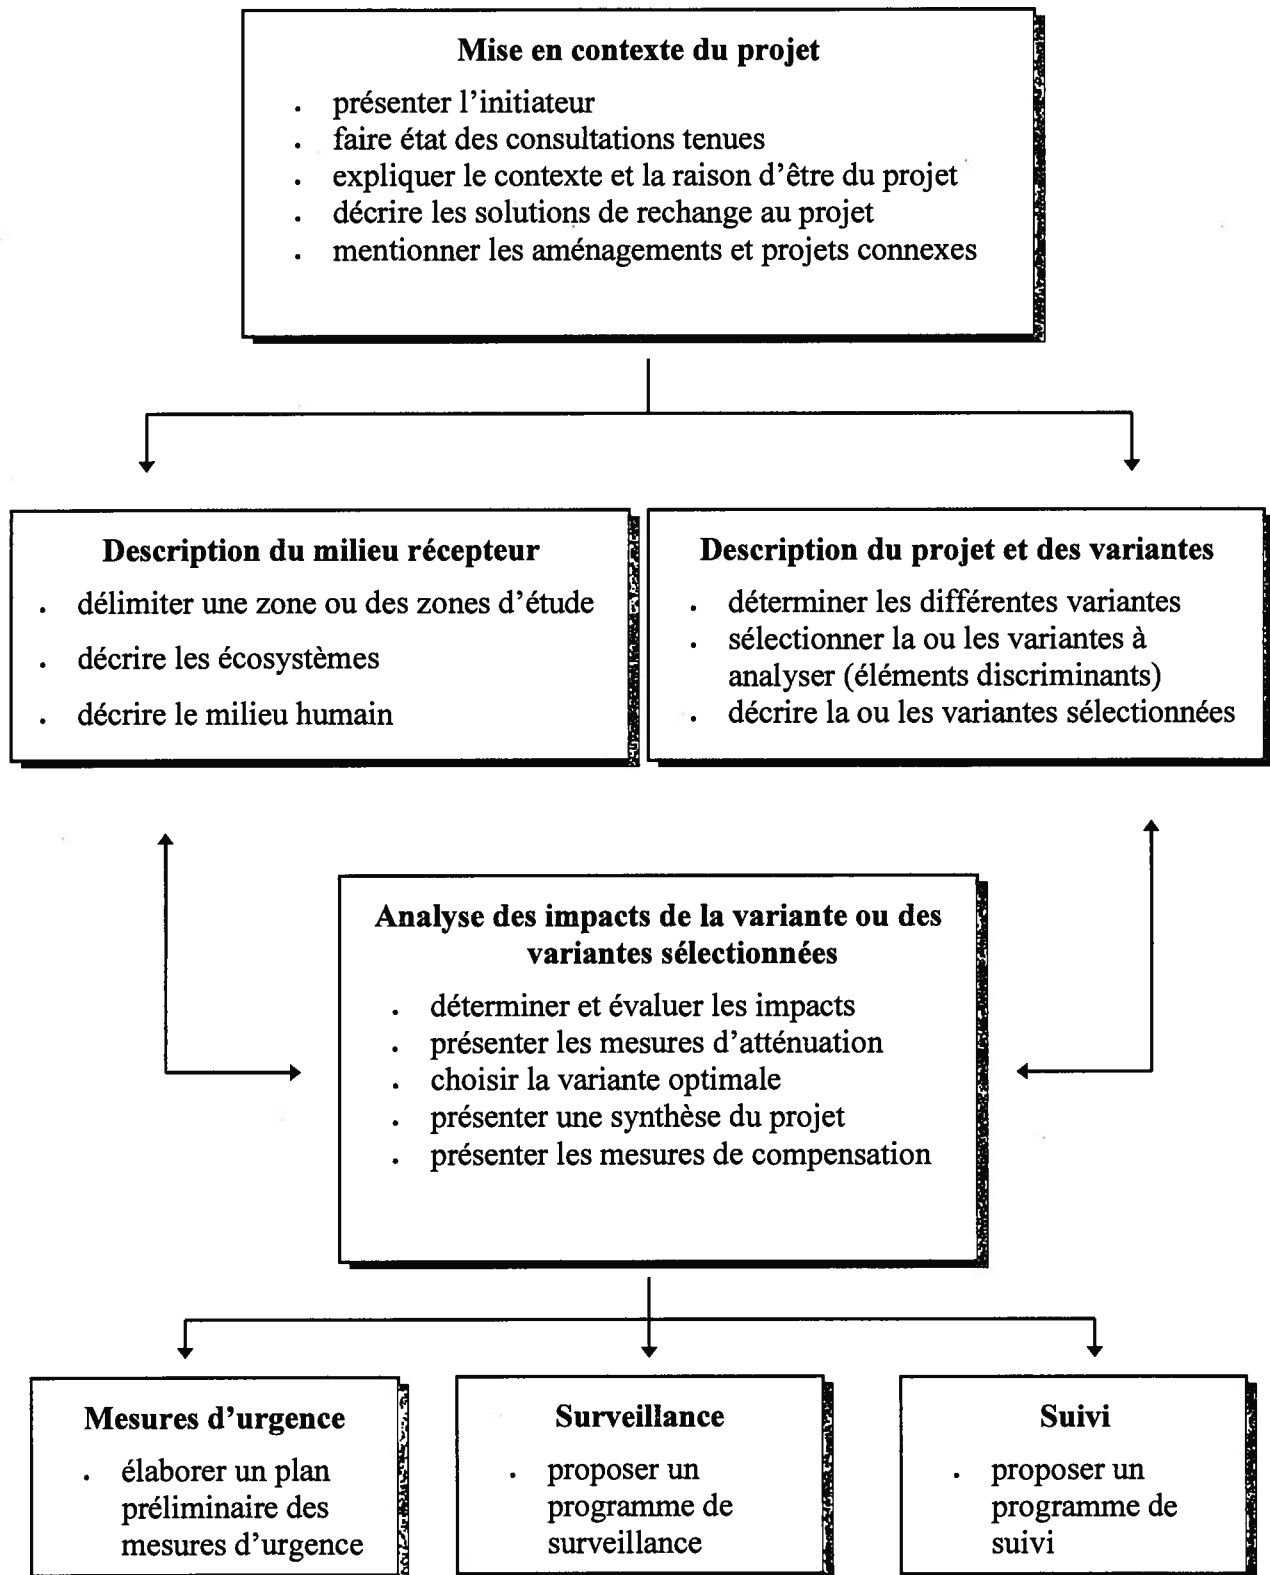 Mise en contexte du projet
. présenter l’initiateur
. faire état des consultations tenues
. expliquer le contexte et la raison d’être du projet
. décrire les solutions de rechange au projet
. mentionner les aménagements et projets connexes
Description du milieu récepteur
. délimiter une zone ou des zones d’étude
. décrire les écosystèmes
. décrire le milieu humain
Description du projet et des variantes
. déterminer les différentes variantes
. sélectionner la ou les variantes à
analyser (éléments discriminants)
. décrire la ou les variantes sélectionnées
Analyse des impacts de la variante ou des
variantes sélectionnées
. déterminer et évaluer les impacts
. présenter les mesures d’atténuation
. choisir la variante optimale
. présenter une synthèse du projet
. présenter les mesures de compensation
Mesures d’urgence
. élaborer un plan
préliminaire des
mesures d’urgence
Surveillance
. proposer un
programme de
surveillance
Suivi
. proposer un
programme de
suivi